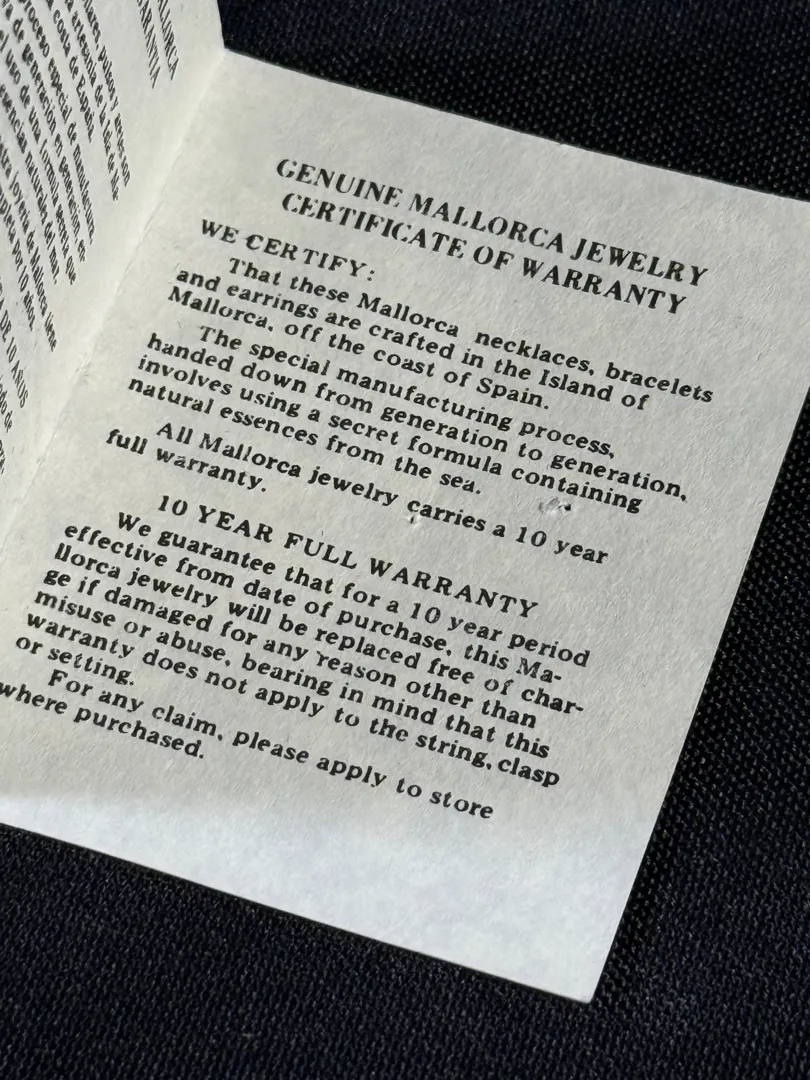 MALLORCA
GARANTIA
GENUINE MALLORCA JEWELRY
CERTIFICATE OF WARRANTY
WE CERTIFY:
That these Mallorca necklaces, bracelets
and earrings are crafted in the Island of
Mallorca, off the coast of Spain.
The special manufacturing process,
handed down from generation to generation,
involves using a secret formula containing
natural essences from the sea.
All Mallorca jewelry carries a 10 year
full warranty.
10 YEAR FULL WARRANTY
We guarantee that for a 10 year period
effective from date of purchase, this Ma-
llorca jewelry will be replaced free of char-
ge if damaged for any reason other than
misuse or abuse, bearing in mind that this
warranty does not apply to the string, clasp
or setting.
For any claim, please apply to store
where purchased.